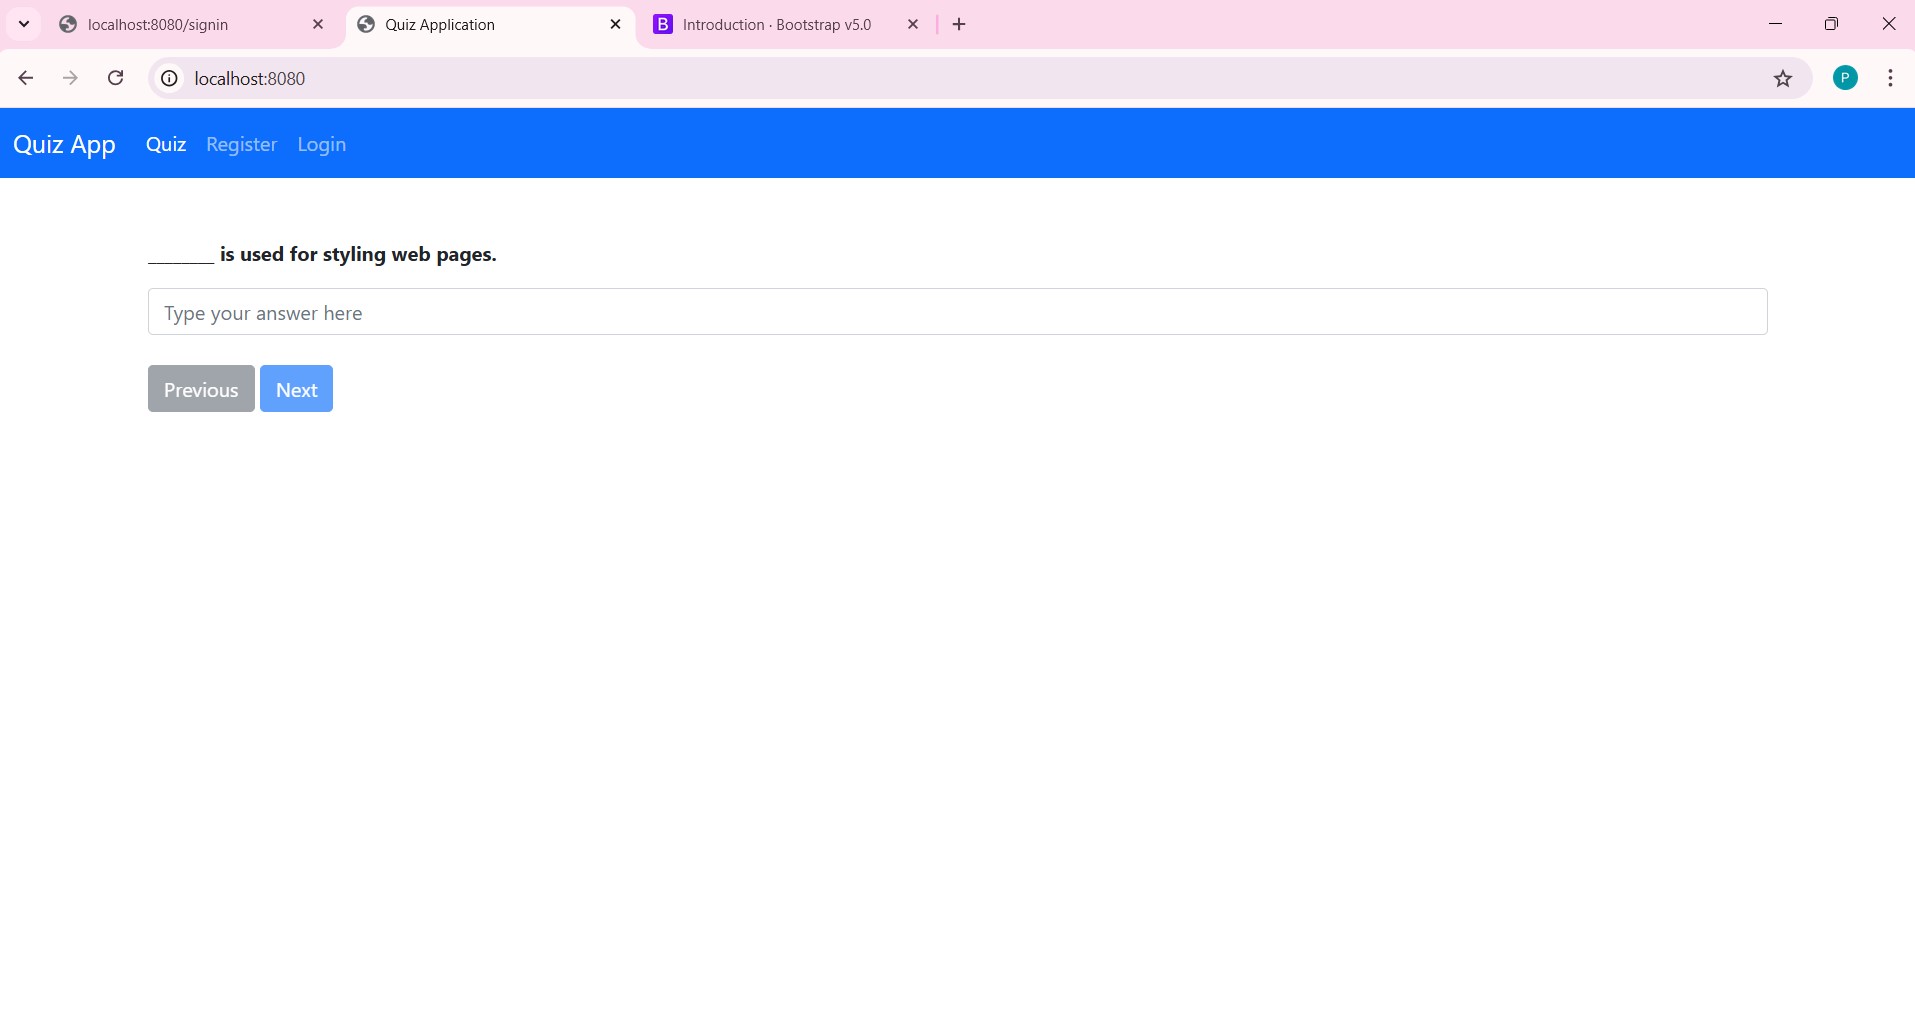 localhost:8080/signin
Quiz Application
B Introduction · Bootstrap v5.0
localhost:8080
P
Quiz App Quiz Register Login
________ is used for styling web pages.
Type your answer here
Previous Next